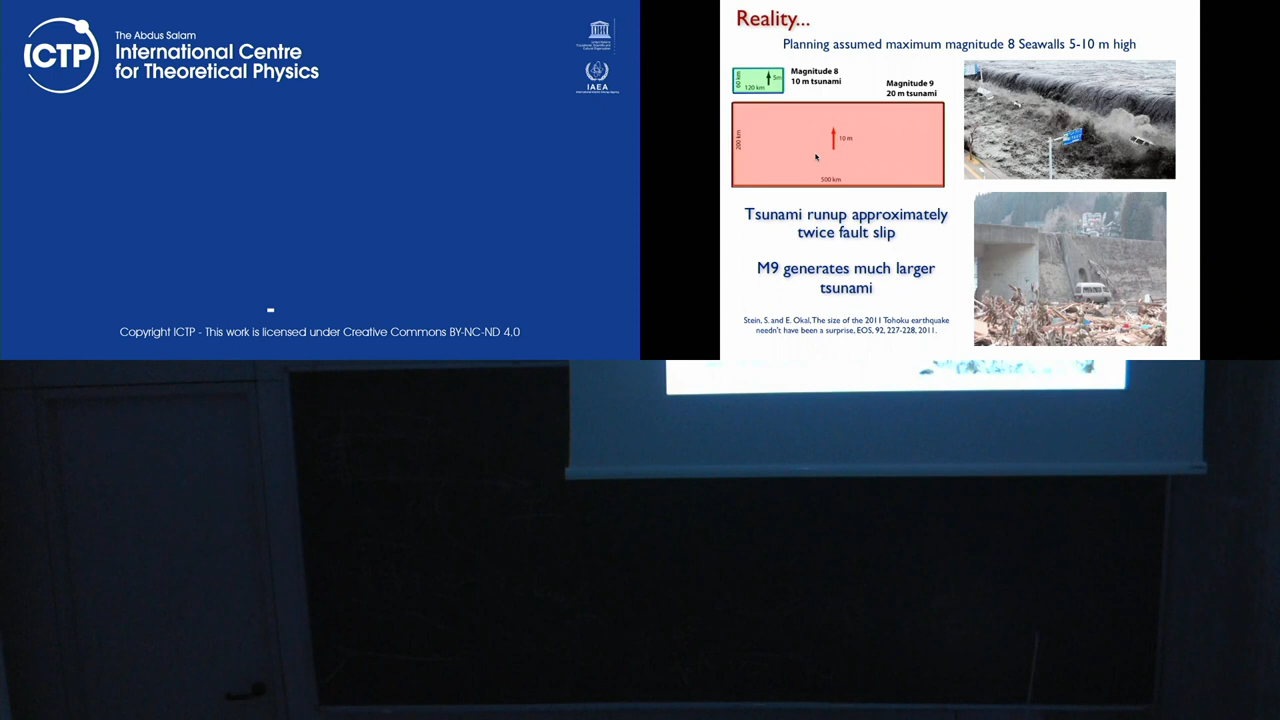 The Abdus Salam
ICTP
International Centre
for Theoretical Physics
IAEA
Copyright ICTP - This work is licensed under Creative Commons BY-NC-ND 4.0
Reality...
Planning assumed maximum magnitude 8 Seawalls 5-10 m high
60 km
5m
120 km
Magnitude 8
10 m tsunami
Magnitude 9
20 m tsunami
200 km
10 m
500 km
Tsunami runup approximately
twice fault slip
M9 generates much larger
tsunami
Stein, S. and E. Okal, The size of the 2011 Tohoku earthquake
needn't have been a surprise, EOS, 92, 227-228, 2011.